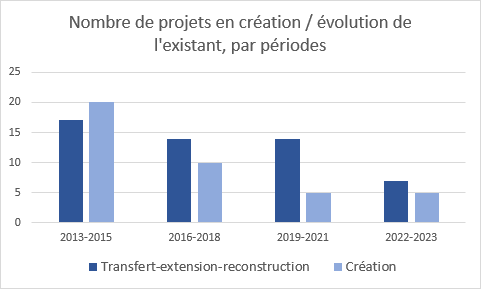 Nombre de projets en création / évolution de
l'existant, par périodes
25
20
15
10
5
0
2013-2015 2016-2018 2019-2021 2022-2023
Transfert-extension-reconstruction Création